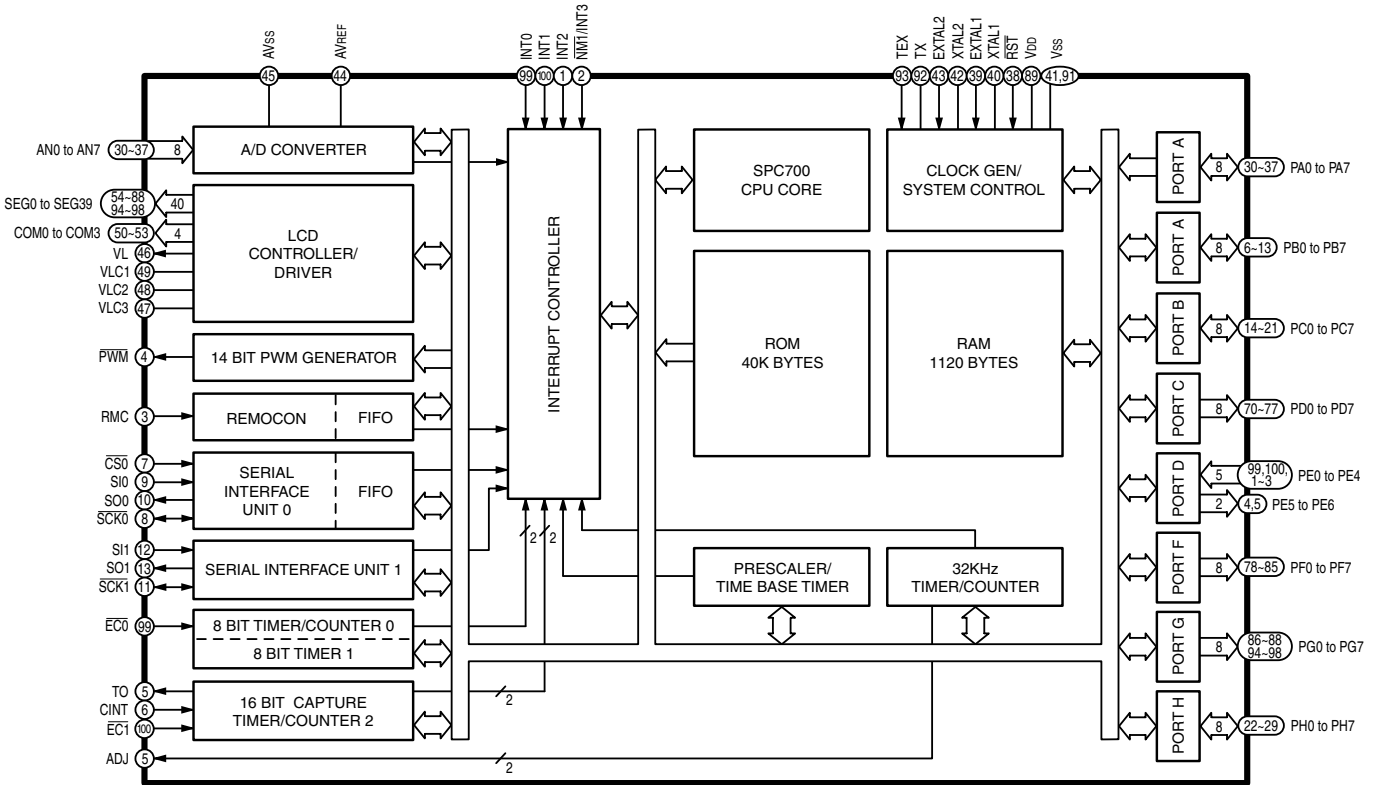 AVSS
AVREF
INT0
INT1
INT2
NM1/INT3
TEX
TX
EXTAL2
XTAL2
EXTAL1
XTAL1
RST
VDD
VSS
45
44
99
100
1
2
93
92
43
42
39
40
38
89
41,91
AN0 to AN7
30~37
8
A/D CONVERTER
SEG0 to SEG39
54~88
94~98
40
COM0 to COM3
50~53
4
VL
46
VLC1
49
VLC2
48
VLC3
47
LCD
CONTROLLER/
DRIVER
PWM
4
14 BIT PWM GENERATOR
RMC
3
REMOCON
FIFO
CS0
7
SI0
9
SO0
10
SCK0
8
SERIAL
INTERFACE
UNIT 0
FIFO
SI1
12
SO1
13
SCK1
11
SERIAL INTERFACE UNIT 1
EC0
99
8 BIT TIMER/COUNTER 0
8 BIT TIMER 1
TO
5
CINT
6
EC1
100
16 BIT CAPTURE
TIMER/COUNTER 2
2
ADJ
5
2
INTERRUPT CONTROLLER
2
2
SPC700
CPU CORE
CLOCK GEN/
SYSTEM CONTROL
ROM
40K BYTES
RAM
1120 BYTES
PRESCALER/
TIME BASE TIMER
32KHz
TIMER/COUNTER
PORT A
8
30~37
PA0 to PA7
PORT A
8
6~13
PB0 to PB7
PORT B
8
14~21
PC0 to PC7
PORT C
8
70~77
PD0 to PD7
PORT D
5
99,100,
1~3
PE0 to PE4
2
4,5
PE5 to PE6
PORT F
8
78~85
PF0 to PF7
PORT G
8
86~88
94~98
PG0 to PG7
PORT H
8
22~29
PH0 to PH7